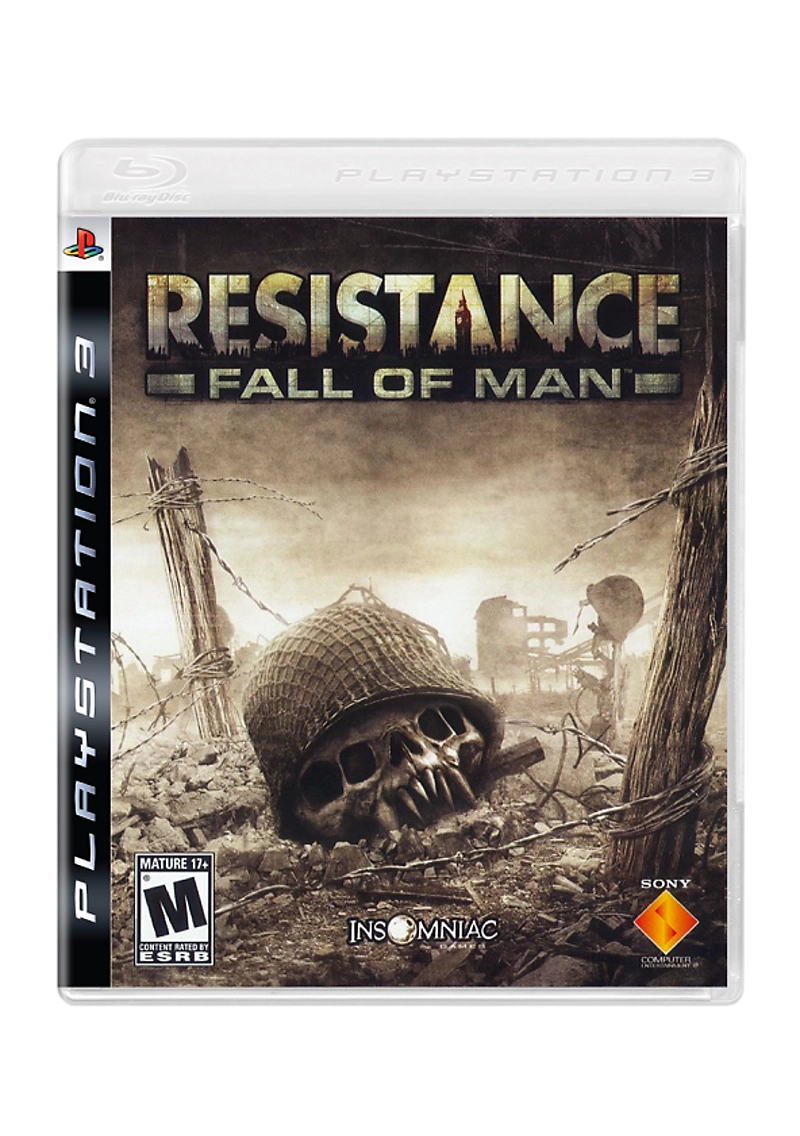 Blu-ray Disc
PLAYSTATION 3
PLAYSTATION® 3
RESISTANCE
FALL OF MAN™
MATURE 17+
M
®
CONTENT RATED BY
ESRB
INSOMNIAC
GAMES
SONY
COMPUTER
ENTERTAINMENT ®